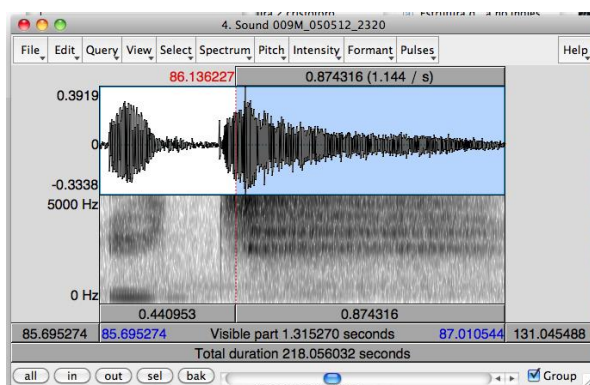 4. Sound 009M_050512_2320
File Edit Query View Select Spectrum Pitch Intensity Formant Pulses Help
86.136227 0.874316 (1.144 / s)
0.3919
0
-0.3338
5000 Hz
0 Hz
0.440953 0.874316
85.695274 85.695274 Visible part 1.315270 seconds 87.010544 131.045488
Total duration 218.056032 seconds
all in out sel bak Group